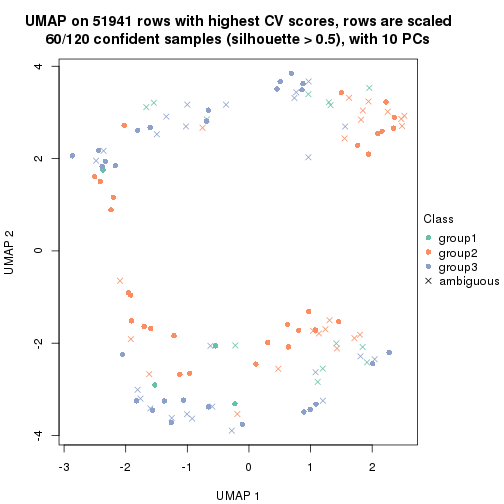 UMAP on 51941 rows with highest CV scores, rows are scaled
60/120 confident samples (silhouette > 0.5), with 10 PCs
4
2
0
-2
-4
UMAP 2
-3
-2
-1
0
1
2
UMAP 1
Class
group1
group2
group3
ambiguous